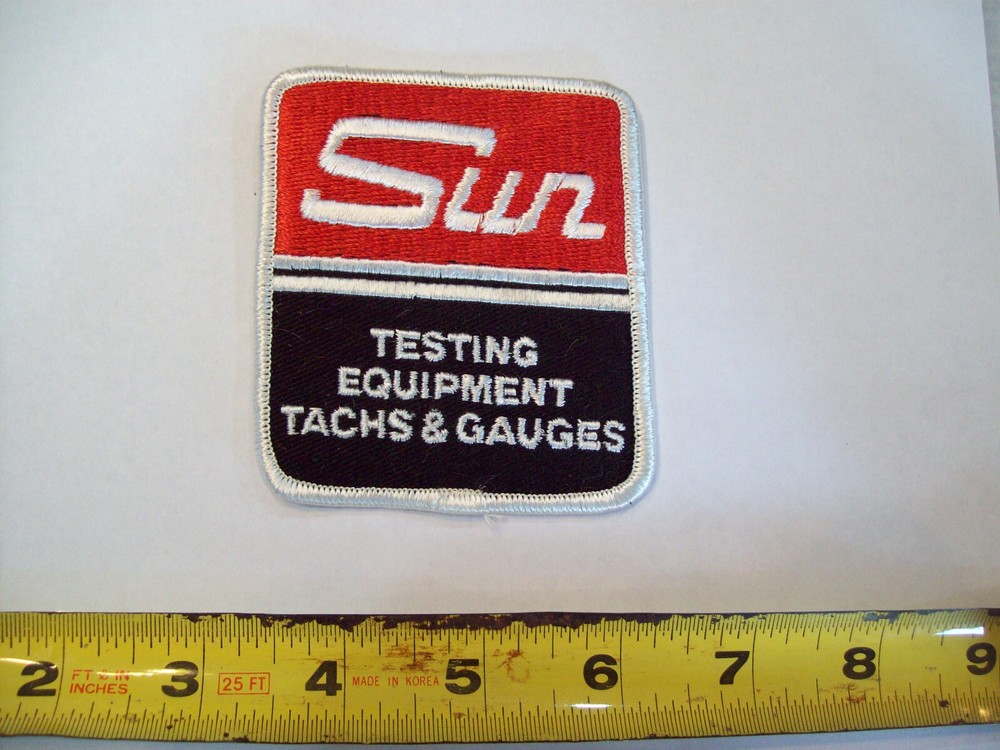 Sun
TESTING
EQUIPMENT
TACHS & GAUGES
2 FT & IN INCHES 3 25 FT 4 MADE IN KOREA 5 6 7 8 9